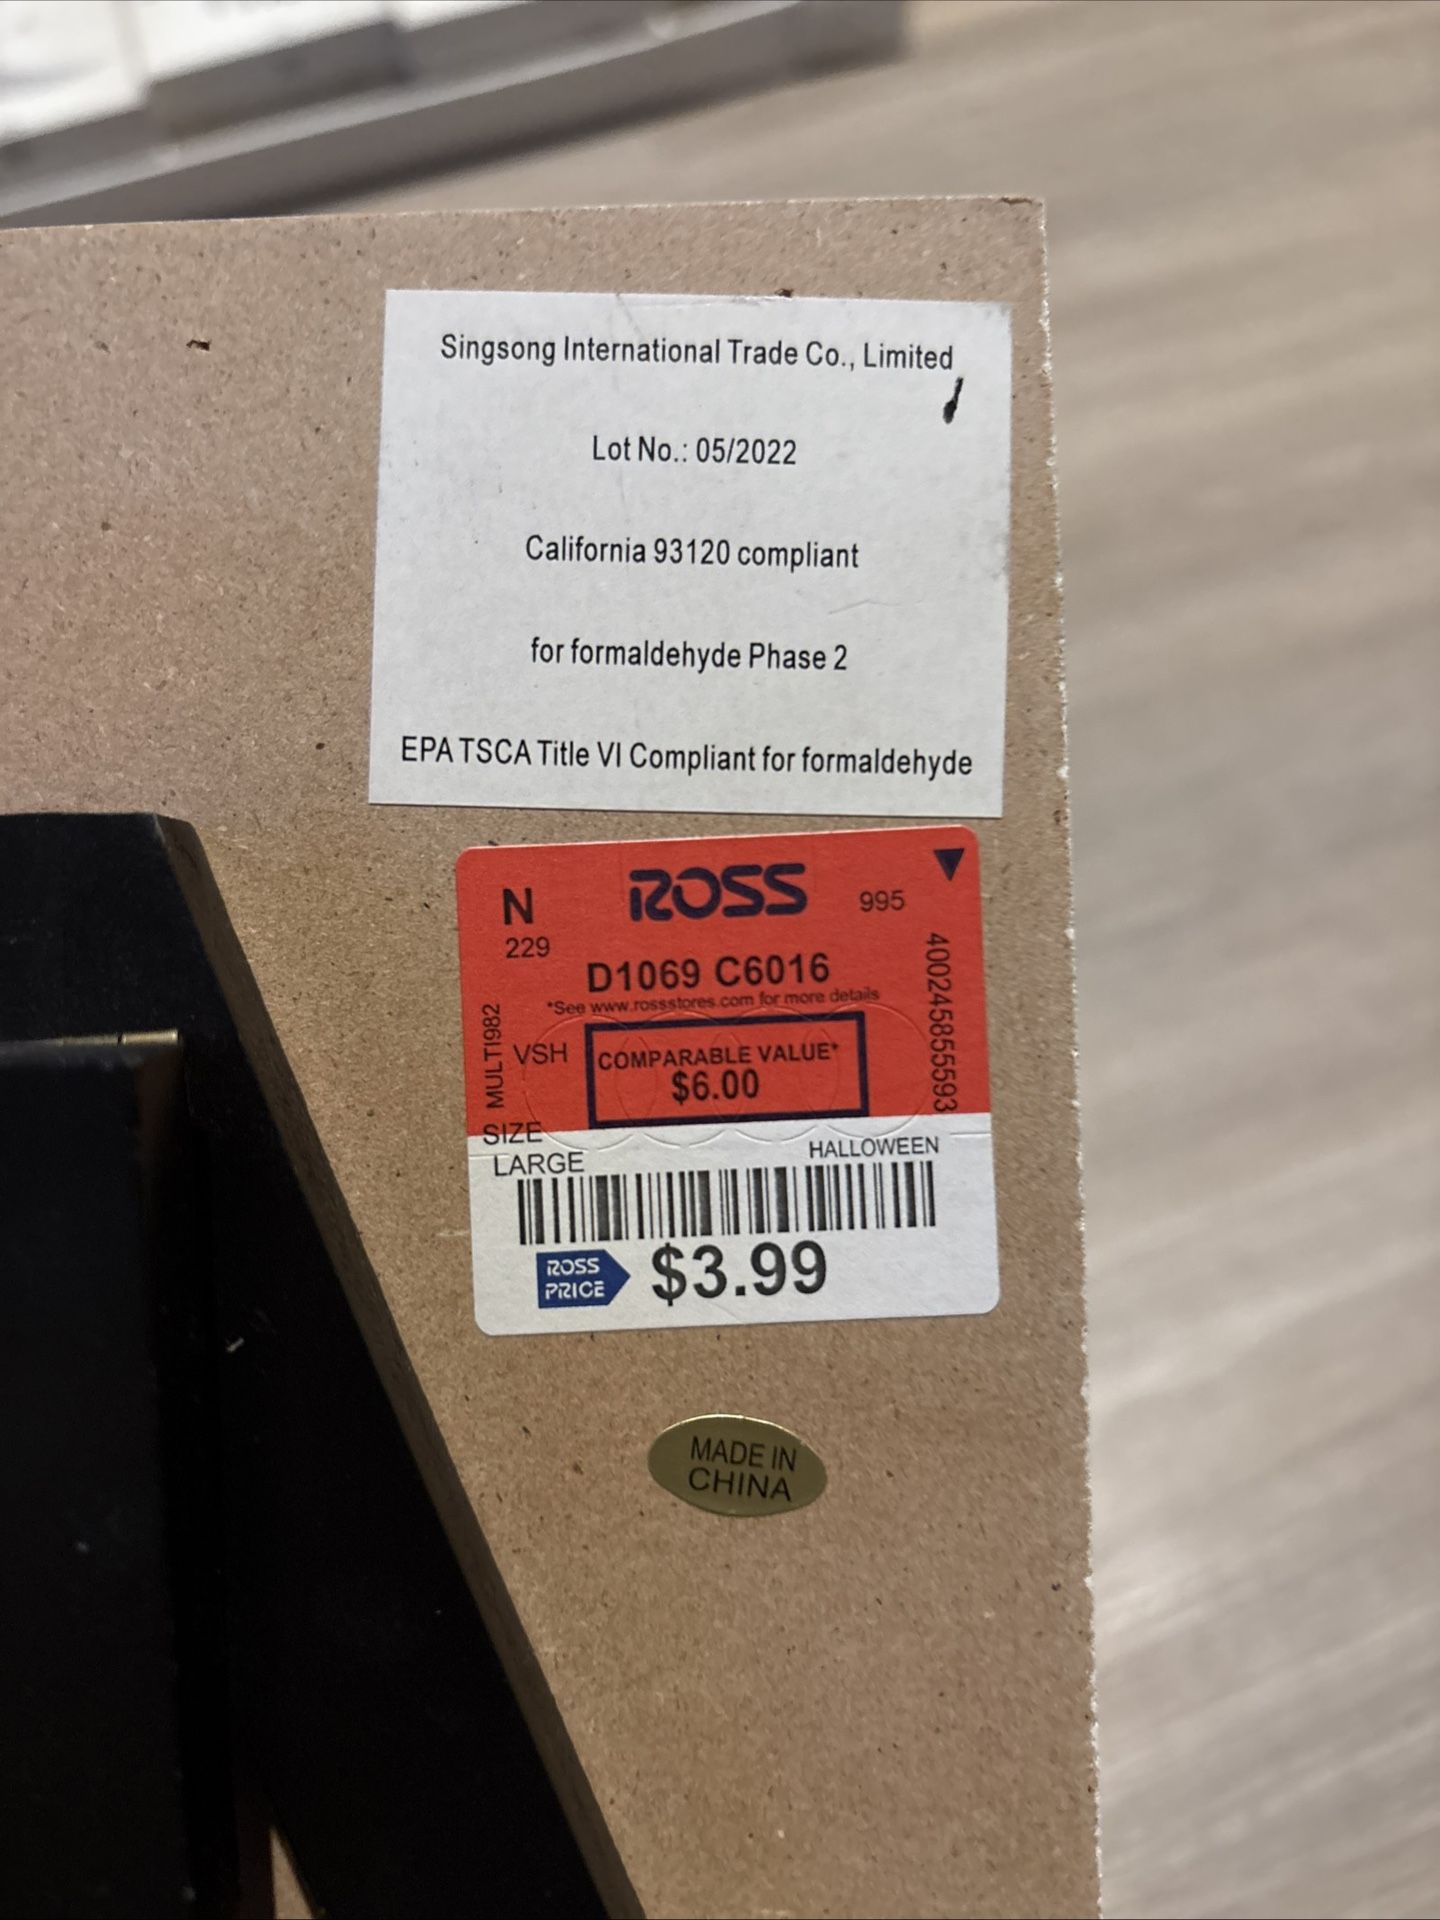 Singsong International Trade Co., Limited
Lot No.: 05/2022
California 93120 compliant
for formaldehyde Phase 2
EPA TSCA Title VI Compliant for formaldehyde
N
ROSS
995
229
D1069 C6016
*See www.rossstores.com for more details
400245855593
MULTI982
VSH
COMPARABLE VALUE*
$6.00
SIZE
LARGE
HALLOWEEN
ROSS
PRICE
$3.99
MADE IN
CHINA